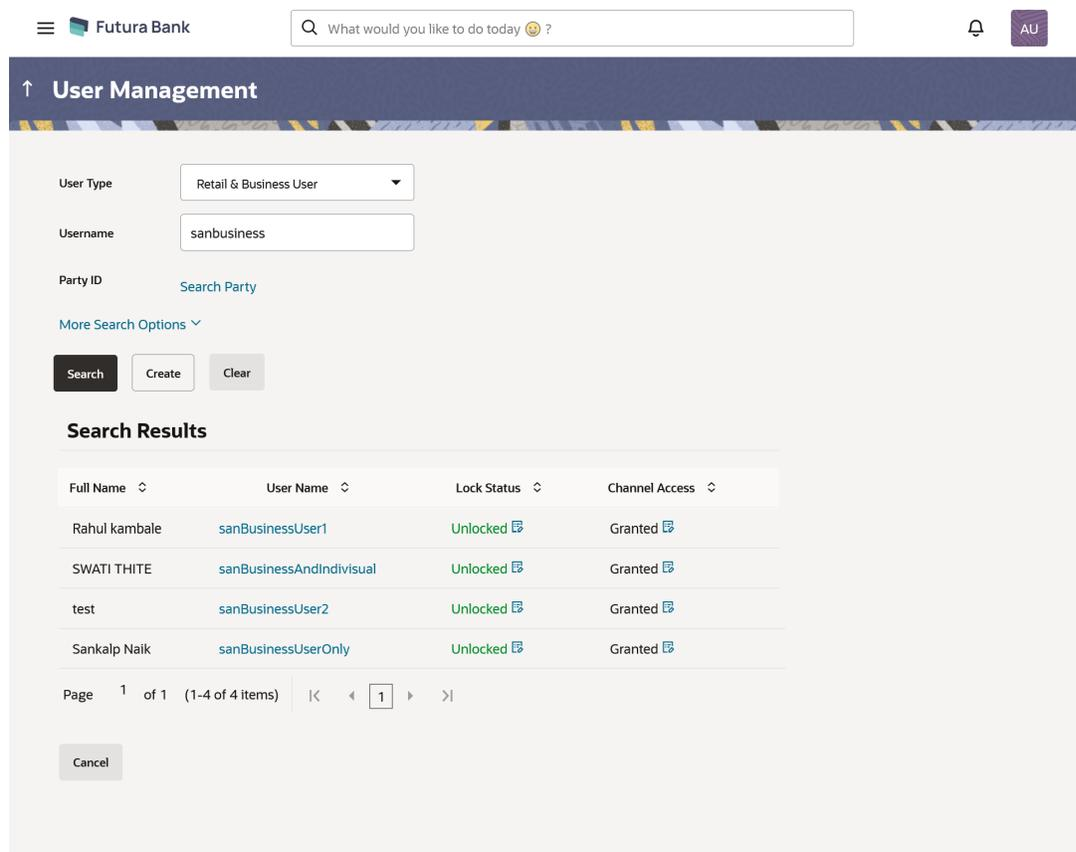 Futura Bank What would you like to do today 😀 ? AU
User Management
User Type Retail & Business User
Username sanbusiness
Party ID Search Party
More Search Options
Search Create Clear
Search Results
Full Name User Name Lock Status Channel Access
Rahul kambale sanBusinessUser1 Unlocked Granted
SWATI THITE sanBusinessAndIndivisual Unlocked Granted
test sanBusinessUser2 Unlocked Granted
Sankalp Naik sanBusinessUserOnly Unlocked Granted
Page 1 of 1 (1-4 of 4 items) 1
Cancel